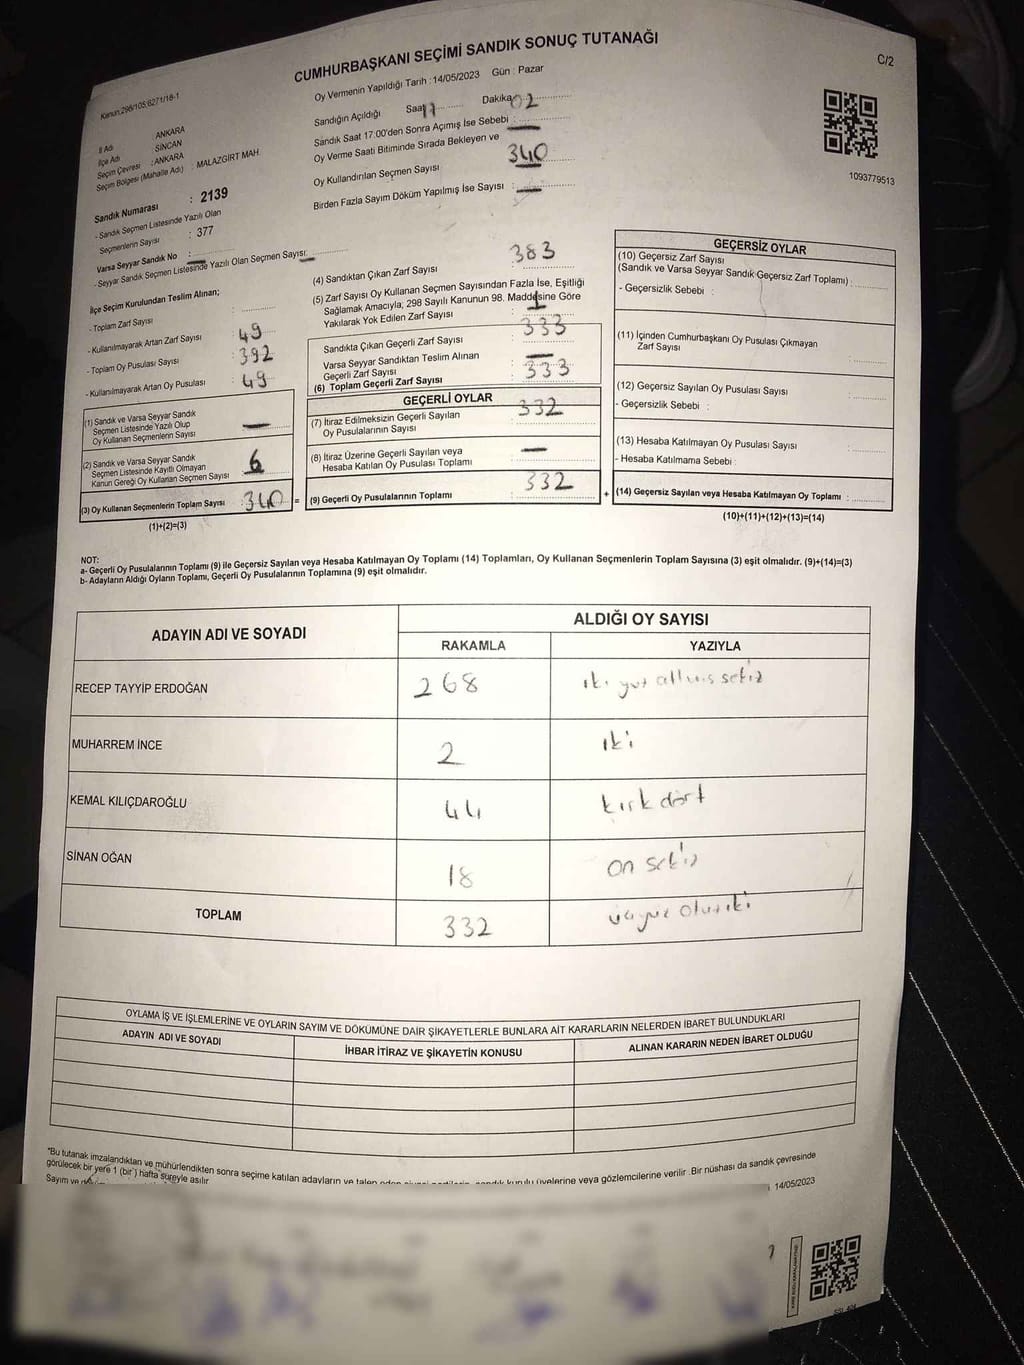 CUMHURBAŞKANI SEÇİMİ SANDIK SONUÇ TUTANAĞI
C/2
Kanun:298/105;6271/18-1
Oy Vermenin Yapıldığı Tarih :14/05/2023 Gün : Pazar
Sandığın Açıldığı Saat 17 Dakika 02
Sandık Saat 17:00'den Sonra Açımış İse Sebebi : —
Oy Verme Saati Bitiminde Sırada Bekleyen ve
Oy Kullandırılan Seçmen Sayısı 340
Birden Fazla Sayım Döküm Yapılmış İse Sayısı : —
1093779513
İl Adı ANKARA
İlçe Adı SİNCAN
Seçim Çevresi : ANKARA
Seçim Bölgesi (Mahalle Adı) : MALAZGİRT MAH.
Sandık Numarası : 2139
- Sandık Seçmen Listesinde Yazılı Olan
Seçmenlerin Sayısı : 377
Varsa Seyyar Sandık No —
- Seyyar Sandık Seçmen Listesinde Yazılı Olan Seçmen Sayısı: —
İlçe Seçim Kurulundan Teslim Alınan;
- Toplam Zarf Sayısı :
- Kullanılmayarak Artan Zarf Sayısı : 49
- Toplam Oy Pusulası Sayısı : 392
- Kullanılmayarak Artan Oy Pusulası : 49
(1) Sandık ve Varsa Seyyar Sandık
Seçmen Listesinde Yazılı Olup
Oy Kullanan Seçmenlerin Sayısı —
(2) Sandık ve Varsa Seyyar Sandık
Seçmen Listesinde Kayıtlı Olmayan
Kanun Gereği Oy Kullanan Seçmen Sayısı : 6
(3) Oy Kullanan Seçmenlerin Toplam Sayısı : 340 =
(1)+(2)=(3)
(4) Sandıktan Çıkan Zarf Sayısı 383
(5) Zarf Sayısı Oy Kullanan Seçmen Sayısından Fazla İse, Eşitliği
Sağlamak Amacıyla; 298 Sayılı Kanunun 98. Maddesine Göre
Yakılarak Yok Edilen Zarf Sayısı : 1
Sandıkta Çıkan Geçerli Zarf Sayısı : 333
Varsa Seyyar Sandıktan Teslim Alınan
Geçerli Zarf Sayısı —
(6) Toplam Geçerli Zarf Sayısı : 333
GEÇERLİ OYLAR
(7) İtiraz Edilmeksizin Geçerli Sayılan
Oy Pusulalarının Sayısı 332
(8) İtiraz Üzerine Geçerli Sayılan veya
Hesaba Katılan Oy Pusulası Toplamı —
(9) Geçerli Oy Pusulalarının Toplamı 332 +
GEÇERSİZ OYLAR
(10) Geçersiz Zarf Sayısı
(Sandık ve Varsa Seyyar Sandık Geçersiz Zarf Toplamı) :
- Geçersizlik Sebebi :
(11) İçinden Cumhurbaşkanı Oy Pusulası Çıkmayan
Zarf Sayısı
(12) Geçersiz Sayılan Oy Pusulası Sayısı
- Geçersizlik Sebebi :
(13) Hesaba Katılmayan Oy Pusulası Sayısı
- Hesaba Katılmama Sebebi :
(14) Geçersiz Sayılan veya Hesaba Katılmayan Oy Toplamı :
(10)+(11)+(12)+(13)=(14)
NOT:
a- Geçerli Oy Pusulalarının Toplamı (9) ile Geçersiz Sayılan veya Hesaba Katılmayan Oy Toplamı (14) Toplamları, Oy Kullanan Seçmenlerin Toplam Sayısına (3) eşit olmalıdır. (9)+(14)=(3)
b- Adayların Aldığı Oyların Toplamı, Geçerli Oy Pusulalarının Toplamına (9) eşit olmalıdır.
ADAYIN ADI VE SOYADI
ALDIĞI OY SAYISI
RAKAMLA YAZIYLA
RECEP TAYYİP ERDOĞAN 268 iki yüz altmış sekiz
MUHARREM İNCE 2 iki
KEMAL KILIÇDAROĞLU 44 kırk dört
SİNAN OĞAN 18 on sekiz
TOPLAM 332
OYLAMA İŞ VE İŞLEMLERİNE VE OYLARIN SAYIM VE DÖKÜMÜNE DAİR ŞİKAYETLERLE BUNLARA AİT KARARLARIN NELERDEN İBARET BULUNDUKLARI
ADAYIN ADI VE SOYADI İHBAR İTİRAZ VE ŞİKAYETİN KONUSU ALINAN KARARIN NEDEN İBARET OLDUĞU
*Bu tutanak imzalandıktan ve mühürlendikten sonra seçime katılan adayların ve talep eden siyasi partilerin sandık kurulu üyelerine veya gözlemcilerine verilir .Bir nüshası da sandık çevresinde
görülecek bir yere 1 (bir ) hafta süreyle asılır
Sayım ve
14/05/2023